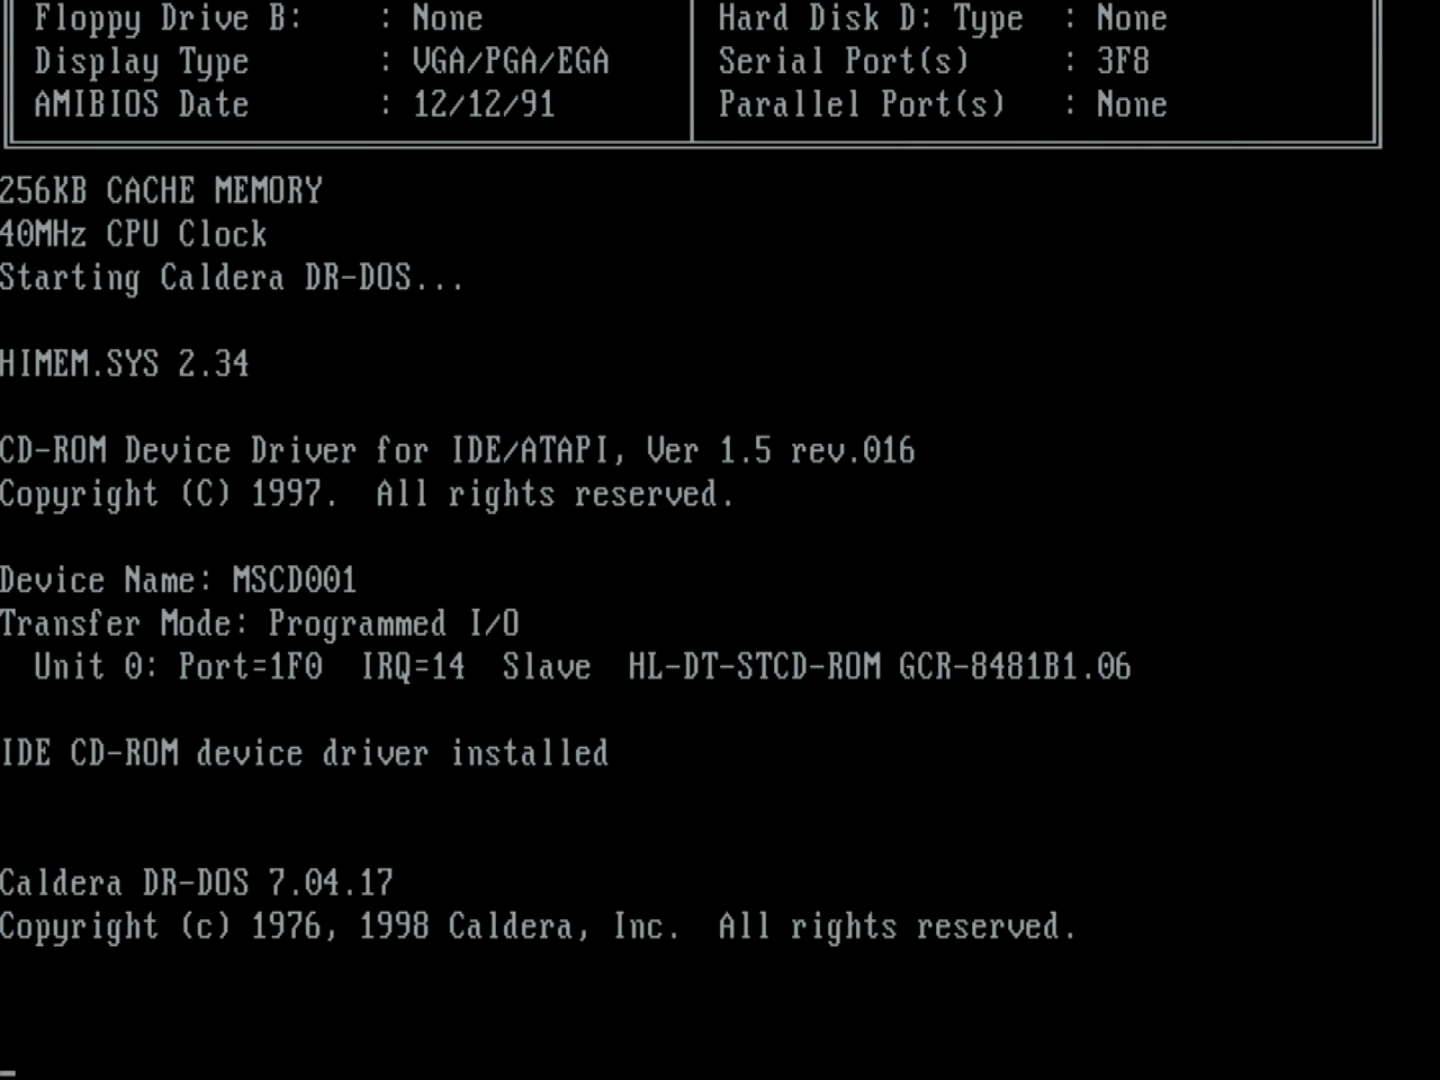 Floppy Drive B: : None Hard Disk D: Type : None
Display Type : VGA/PGA/EGA Serial Port(s) : 3F8
AMIBIOS Date : 12/12/91 Parallel Port(s) : None
256KB CACHE MEMORY
40MHz CPU Clock
Starting Caldera DR-DOS...
HIMEM.SYS 2.34
CD-ROM Device Driver for IDE/ATAPI, Ver 1.5 rev.016
Copyright (C) 1997. All rights reserved.
Device Name: MSCD001
Transfer Mode: Programmed I/O
Unit 0: Port=1F0 IRQ=14 Slave HL-DT-STCD-ROM GCR-8481B1.06
IDE CD-ROM device driver installed
Caldera DR-DOS 7.04.17
Copyright (c) 1976, 1998 Caldera, Inc. All rights reserved.